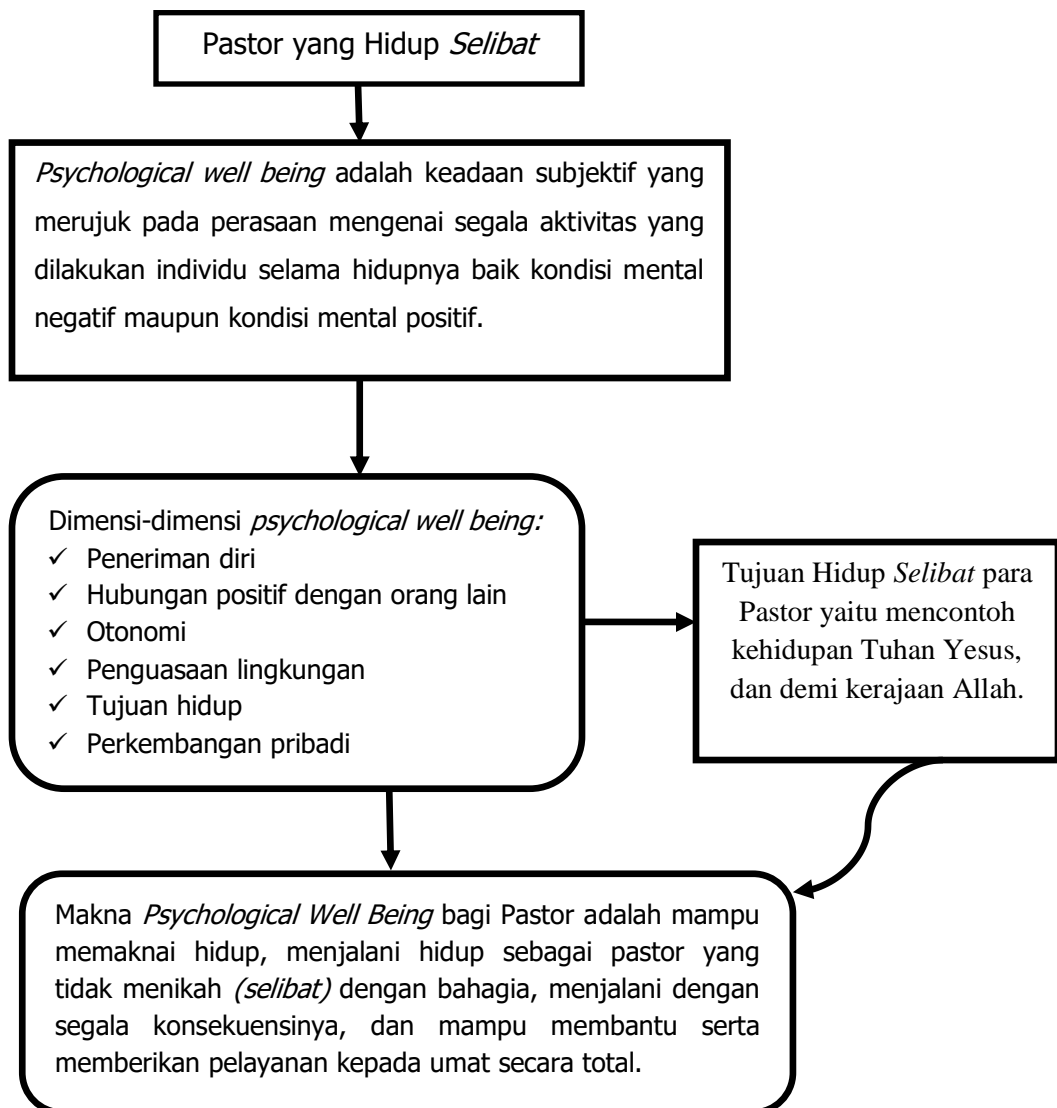 Pastor yang Hidup Selibat
Psychological well being adalah keadaan subjektif yang
merujuk pada perasaan mengenai segala aktivitas yang
dilakukan individu selama hidupnya baik kondisi mental
negatif maupun kondisi mental positif.
Dimensi-dimensi psychological well being:
✓ Peneriman diri
✓ Hubungan positif dengan orang lain
✓ Otonomi
✓ Penguasaan lingkungan
✓ Tujuan hidup
✓ Perkembangan pribadi
Tujuan Hidup Selibat para
Pastor yaitu mencontoh
kehidupan Tuhan Yesus,
dan demi kerajaan Allah.
Makna Psychological Well Being bagi Pastor adalah mampu
memaknai hidup, menjalani hidup sebagai pastor yang
tidak menikah (selibat) dengan bahagia, menjalani dengan
segala konsekuensinya, dan mampu membantu serta
memberikan pelayanan kepada umat secara total.